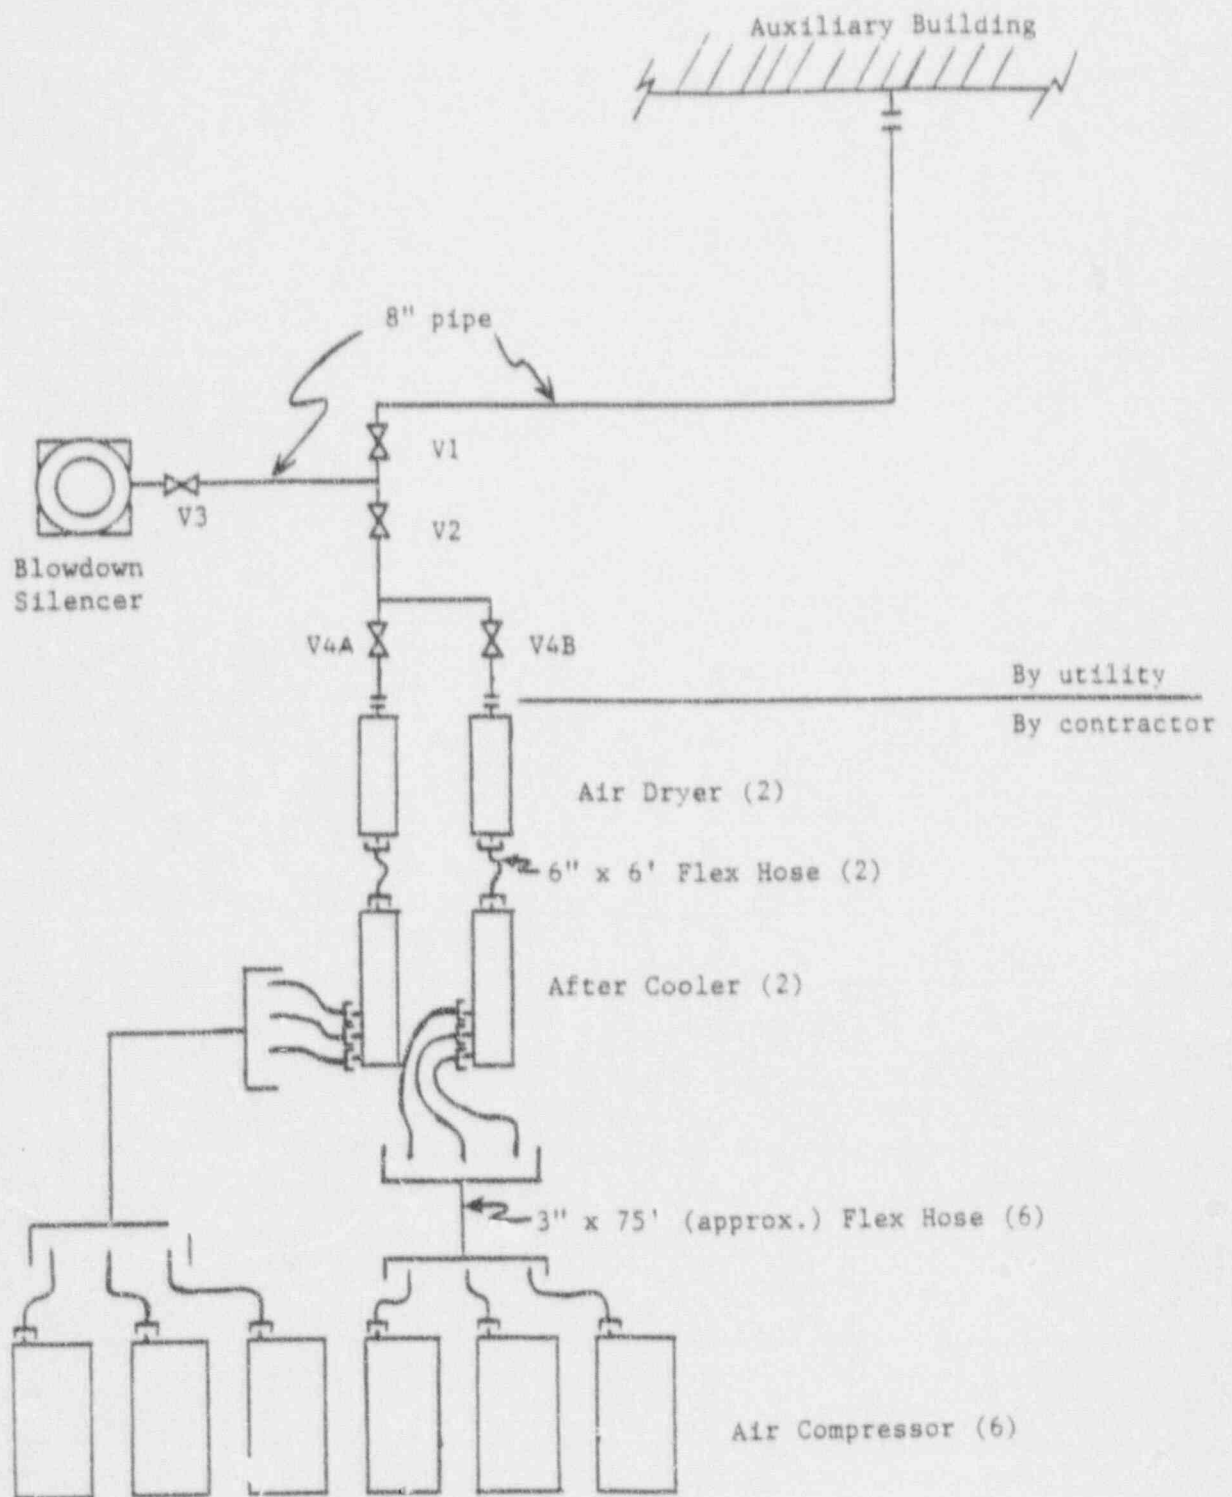 Auxiliary Building
8" pipe
V1
V3
V2
Blowdown
Silencer
V4A
V4B
By utility
By contractor
Air Dryer (2)
6" x 6' Flex Hose (2)
After Cooler (2)
3" x 75' (approx.) Flex Hose (6)
Air Compressor (6)